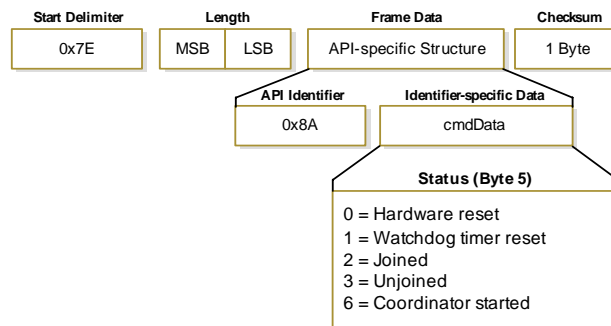 Start Delimiter Length Frame Data Checksum
0x7E MSB LSB API-specific Structure 1 Byte
API Identifier Identifier-specific Data
0x8A cmdData
Status (Byte 5)
0 = Hardware reset
1 = Watchdog timer reset
2 = Joined
3 = Unjoined
6 = Coordinator started